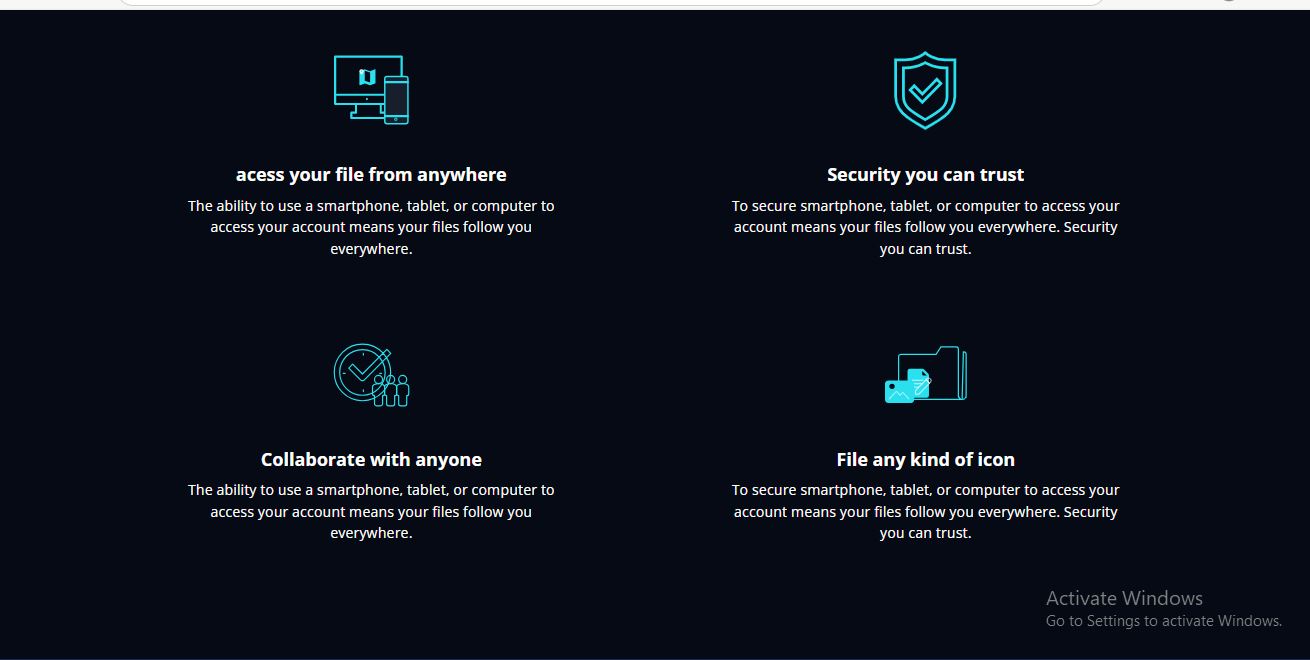 acess your file from anywhere
The ability to use a smartphone, tablet, or computer to
access your account means your files follow you
everywhere.
Security you can trust
To secure smartphone, tablet, or computer to access your
account means your files follow you everywhere. Security
you can trust.
Collaborate with anyone
The ability to use a smartphone, tablet, or computer to
access your account means your files follow you
everywhere.
File any kind of icon
To secure smartphone, tablet, or computer to access your
account means your files follow you everywhere. Security
you can trust.
Activate Windows
Go to Settings to activate Windows.